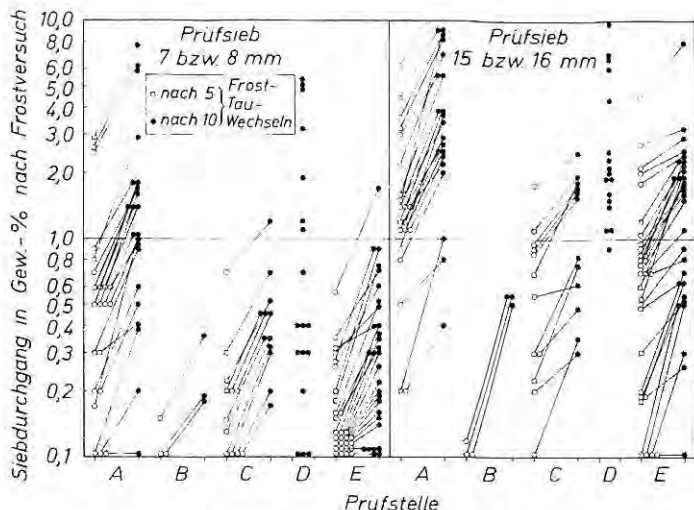 Siebdurchgang in Gew.-% nach Frostversuch
10,0
8,0
6,0
5,0
4,0
3,0
2,0
1,0
0,8
0,6
0,5
0,4
0,3
0,2
0,1
Prüfsieb
7 bzw. 8 mm
nach 5
nach 10
Frost-
Tau-
Wechseln
Prüfsieb
15 bzw. 16 mm
A B C D E A B C D E
Prüfstelle